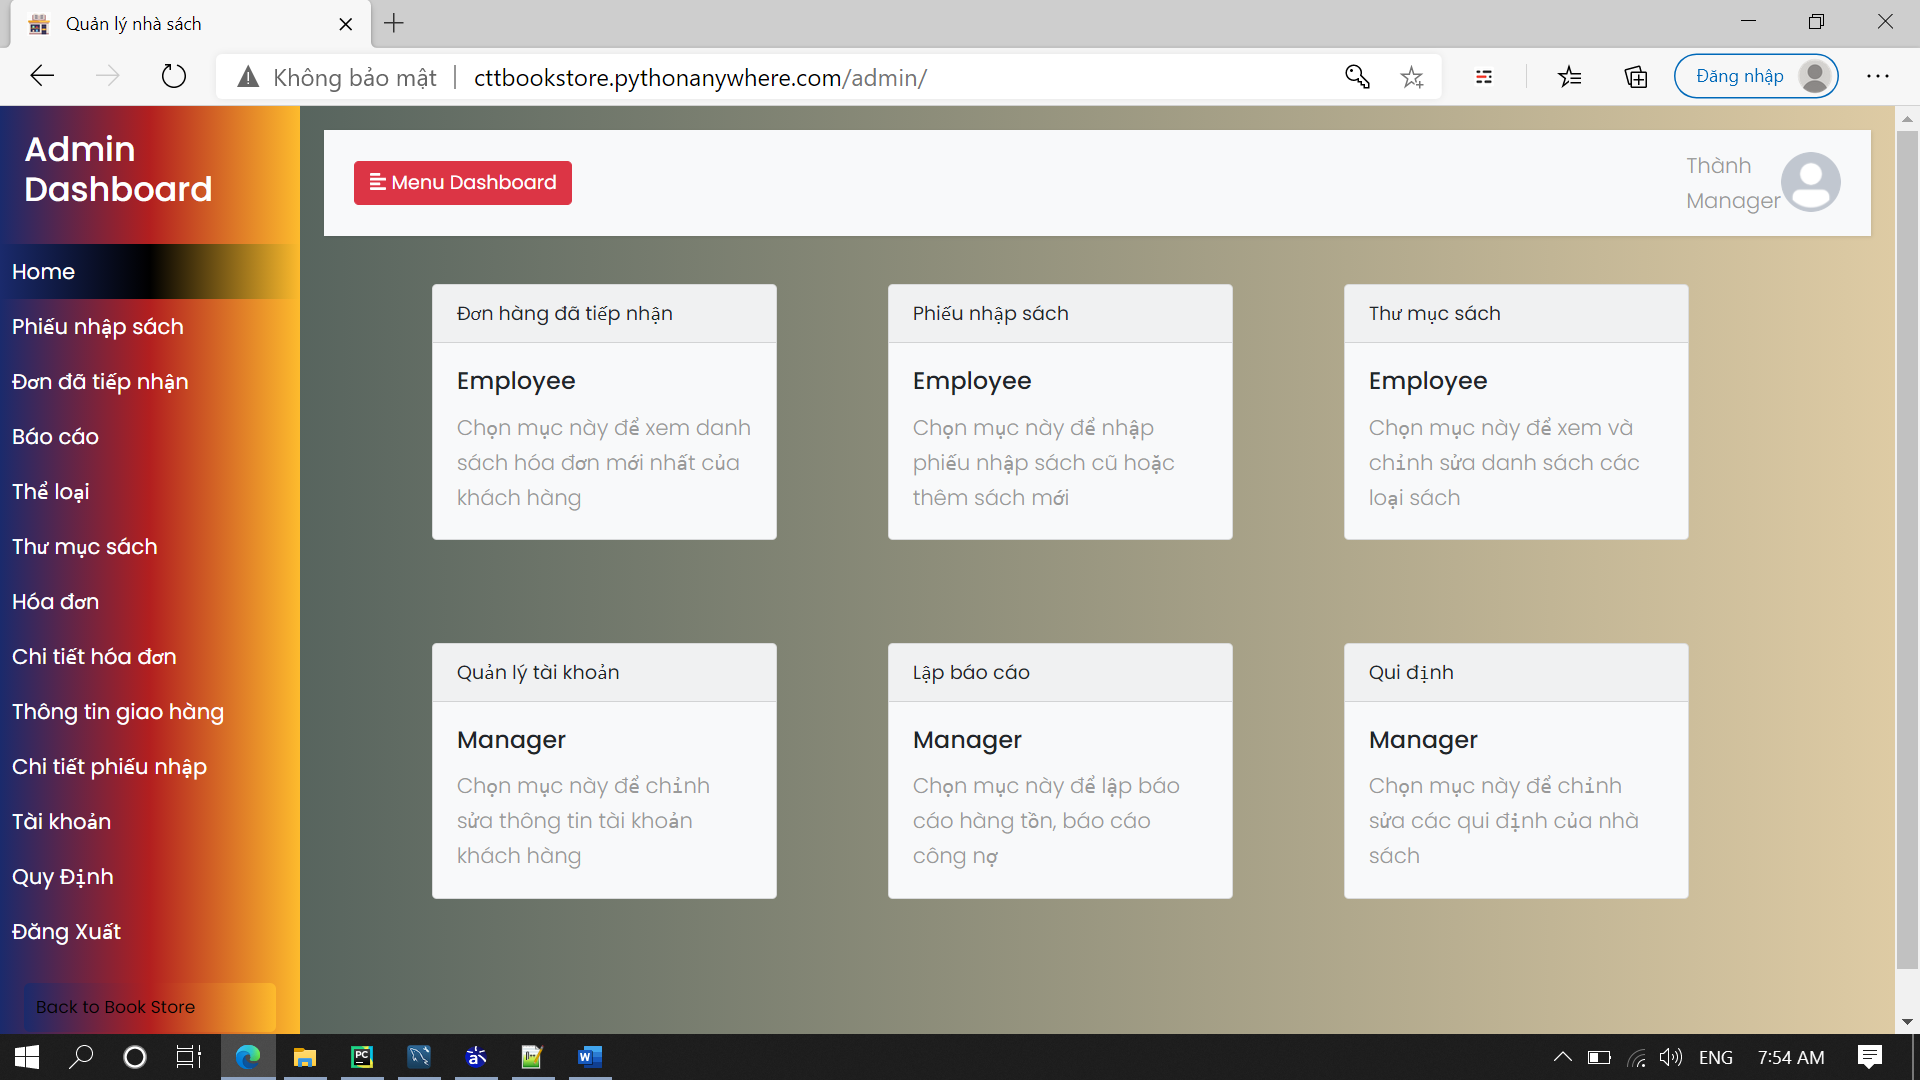 Quản lý nhà sách
Không bảo mật
cttbookstore.pythonanywhere.com/admin/
Đăng nhập
Admin
Dashboard
Home
Phiếu nhập sách
Đơn đã tiếp nhận
Báo cáo
Thể loại
Thư mục sách
Hóa đơn
Chi tiết hóa đơn
Thông tin giao hàng
Chi tiết phiếu nhập
Tài khoản
Quy Định
Đăng Xuất
Back to Book Store
Menu Dashboard
Thành
Manager
Đơn hàng đã tiếp nhận
Employee
Chọn mục này để xem danh
sách hóa đơn mới nhất của
khách hàng
Phiếu nhập sách
Employee
Chọn mục này để nhập
phiếu nhập sách cũ hoặc
thêm sách mới
Thư mục sách
Employee
Chọn mục này để xem và
chỉnh sửa danh sách các
loại sách
Quản lý tài khoản
Manager
Chọn mục này để chỉnh
sửa thông tin tài khoản
khách hàng
Lập báo cáo
Manager
Chọn mục này để lập báo
cáo hàng tồn, báo cáo
công nợ
Qui định
Manager
Chọn mục này để chỉnh
sửa các qui định của nhà
sách
ENG
7:54 AM